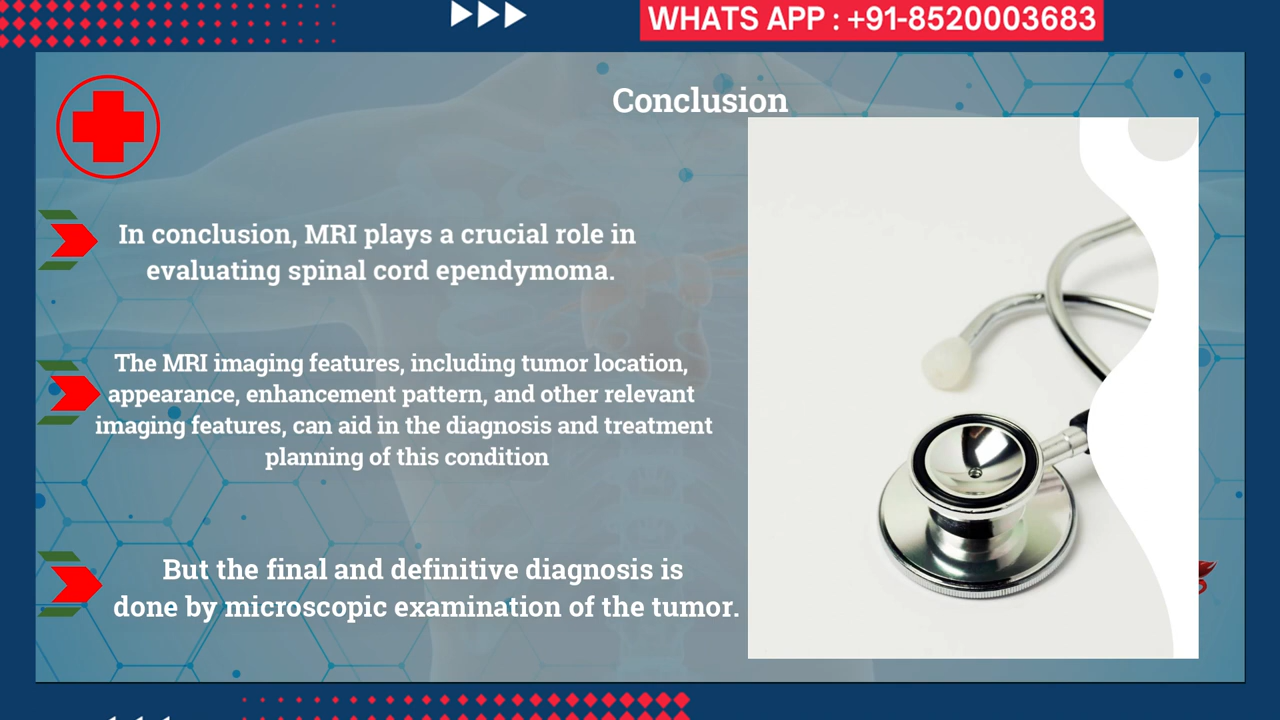 WHATS APP : +91-8520003683
Conclusion
In conclusion, MRI plays a crucial role in
evaluating spinal cord ependymoma.
The MRI imaging features, including tumor location,
appearance, enhancement pattern, and other relevant
imaging features, can aid in the diagnosis and treatment
planning of this condition
But the final and definitive diagnosis is
done by microscopic examination of the tumor.